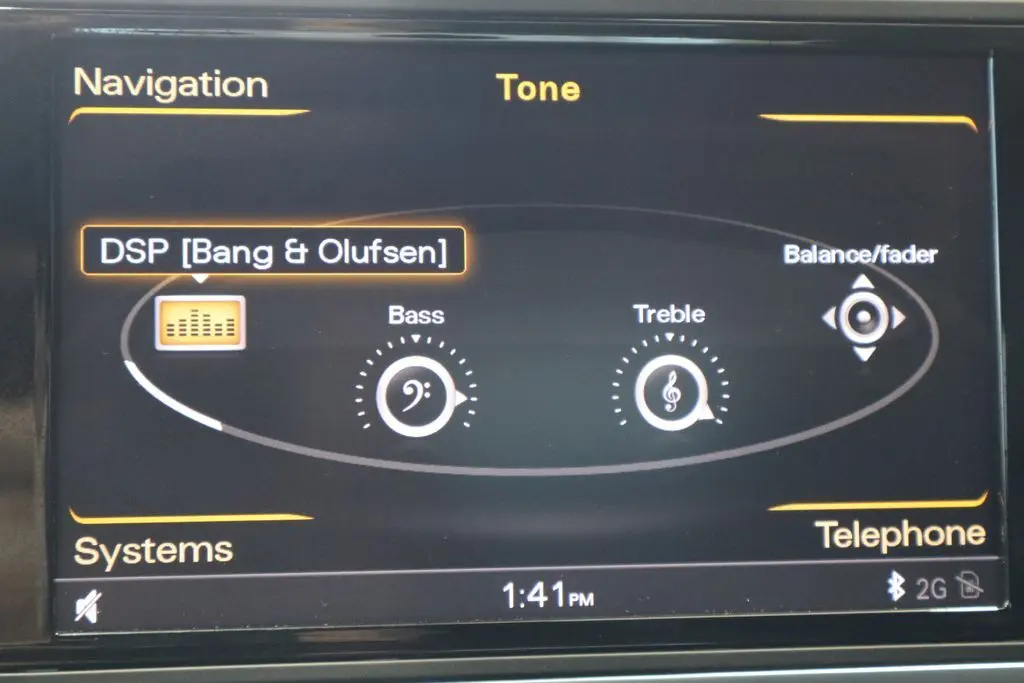 Navigation
Tone
DSP [Bang & Olufsen]
Balance/fader
Bass
Treble
Systems
Telephone
1:41PM
2G